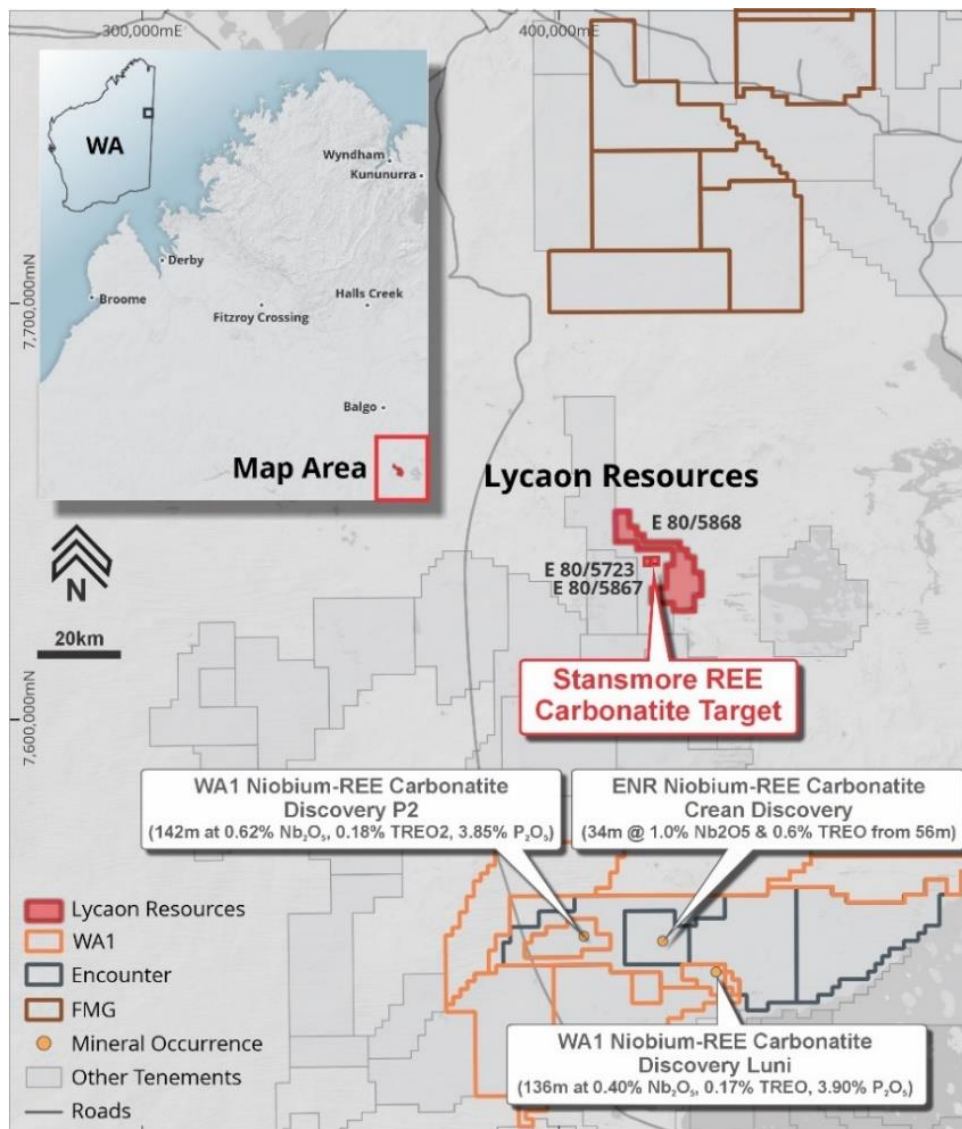 300,000mE
400,000mE
7,700,000mN
7,600,000mN
WA
Wyndham
Kununurra
Derby
Broome
Halls Creek
Fitzroy Crossing
Balgo
Map Area
Lycaon Resources
E 80/5868
E 80/5723
E 80/5867
N
20km
Stansmore REE
Carbonatite Target
WA1 Niobium-REE Carbonatite
Discovery P2
(142m at 0.62% Nb₂O₅, 0.18% TREO2, 3.85% P₂O₅)
ENR Niobium-REE Carbonatite
Crean Discovery
(34m @ 1.0% Nb2O5 & 0.6% TREO from 56m)
Lycaon Resources
WA1
Encounter
FMG
Mineral Occurrence
Other Tenements
Roads
WA1 Niobium-REE Carbonatite
Discovery Luni
(136m at 0.40% Nb₂O₅, 0.17% TREO, 3.90% P₂O₅)